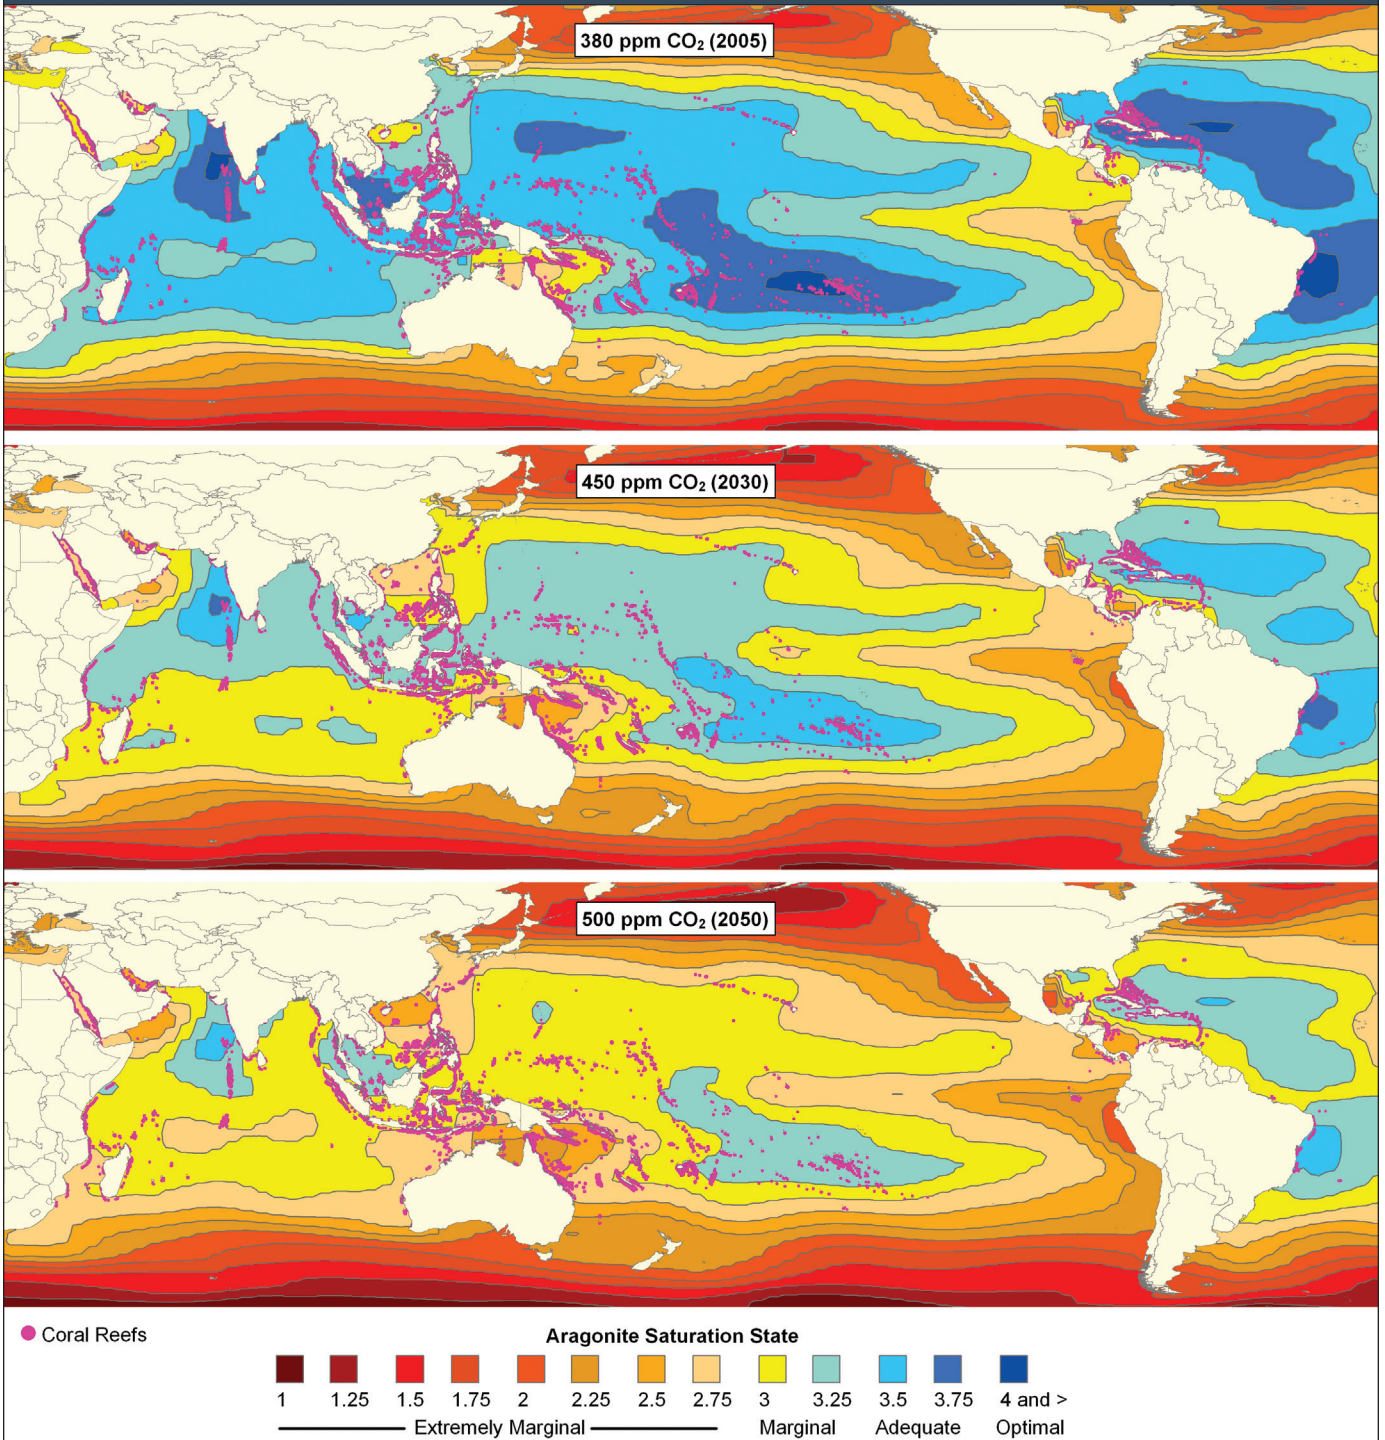 380 ppm CO₂ (2005)
450 ppm CO₂ (2030)
500 ppm CO₂ (2050)
Coral Reefs
Aragonite Saturation State
1 1.25 1.5 1.75 2 2.25 2.5 2.75 3 3.25 3.5 3.75 4 and >
Extremely Marginal Marginal Adequate Optimal